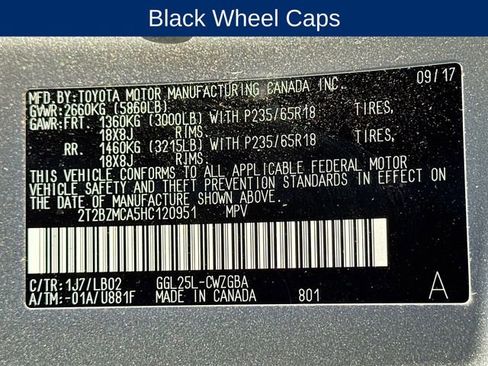 Black Wheel Caps
MFD.BY:TOYOTA MOTOR MANUFACTURING CANADA INC. 09/17
GVWR:2660KG (5860LB)
GAWR:FRT. 1360KG (3000LB) WITH P235/65R18 TIRES,
18X8J RIMS.
RR. 1460KG (3215LB) WITH P235/65R18 TIRES,
18X8J RIMS.
THIS VEHICLE CONFORMS TO ALL APPLICABLE FEDERAL MOTOR
VEHICLE SAFETY AND THEFT PREVENTION STANDARDS IN EFFECT ON
THE DATE OF MANUFACTURE SHOWN ABOVE.
2T2BZMCA5HC120951 MPV
C/TR:1J7/LB02 GGL25L-CWZGBA
A/TM:-01A/U881F MADE IN CANADA 801 A